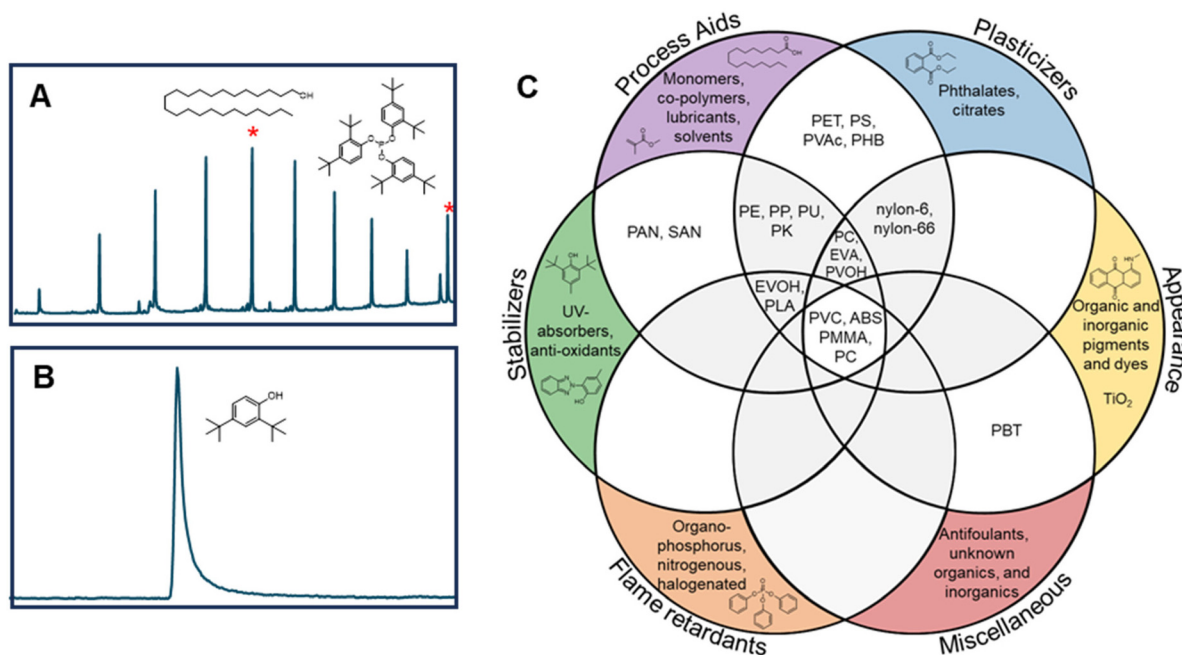 A
OH
*
*
B
OH
C
Process Aids
Plasticizers
Appearance
Miscellaneous
Flame retardants
Stabilizers
Monomers,
co-polymers,
lubricants,
solvents
Phthalates,
citrates
PET, PS,
PVAc, PHB
PAN, SAN
PE, PP, PU,
PK
nylon-6,
nylon-66
PC,
EVA,
PVOH
EVOH,
PLA
PVC, ABS
PMMA,
PC
UV-
absorbers,
anti-oxidants
Organic and
inorganic
pigments
and dyes
TiO₂
PBT
Organo-
phosphorus,
nitrogenous,
halogenated
Antifoulants,
unknown
organics, and
inorganics